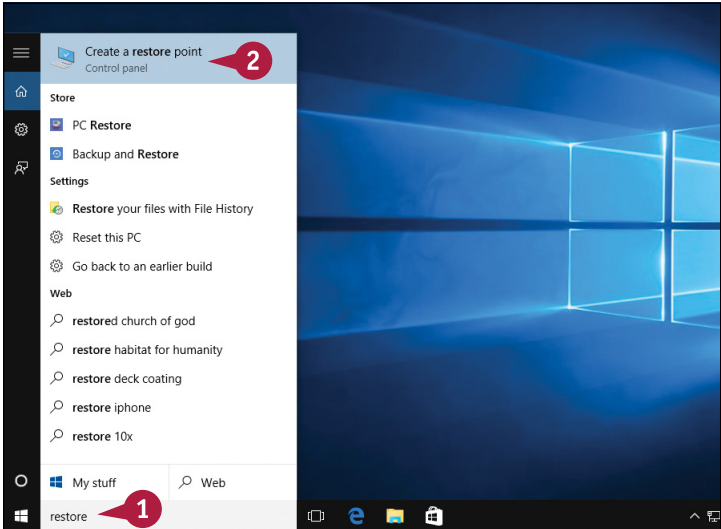 Create a restore point
Control panel
2
Store
PC Restore
Backup and Restore
Settings
Restore your files with File History
Reset this PC
Go back to an earlier build
Web
restored church of god
restore habitat for humanity
restore deck coating
restore iphone
restore 10x
My stuff
Web
restore
1